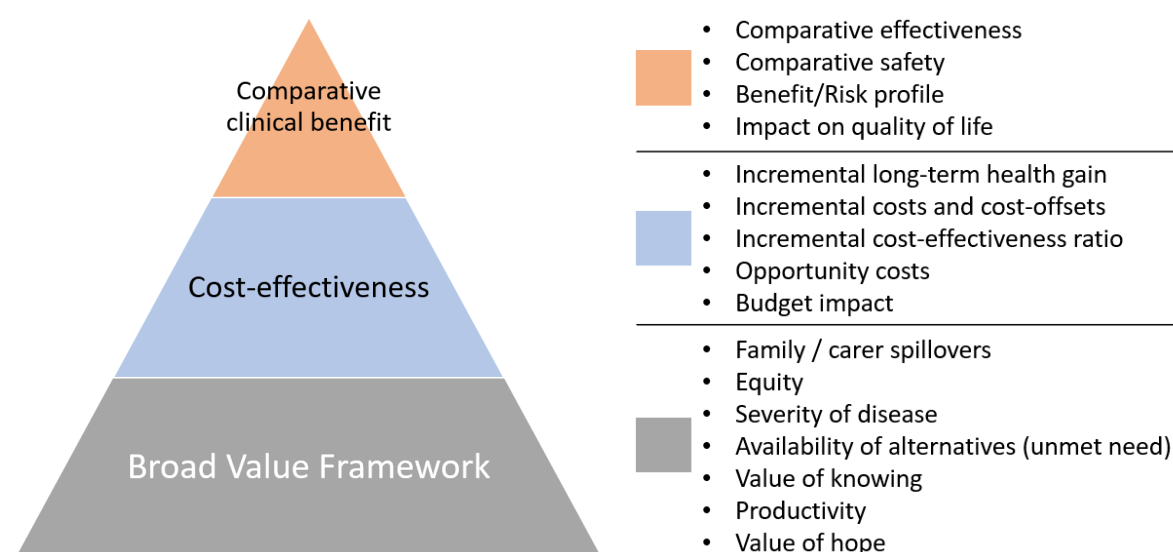 Comparative
clinical benefit
Cost-effectiveness
Broad Value Framework
• Comparative effectiveness
• Comparative safety
• Benefit/Risk profile
• Impact on quality of life
• Incremental long-term health gain
• Incremental costs and cost-offsets
• Incremental cost-effectiveness ratio
• Opportunity costs
• Budget impact
• Family / carer spillovers
• Equity
• Severity of disease
• Availability of alternatives (unmet need)
• Value of knowing
• Productivity
• Value of hope